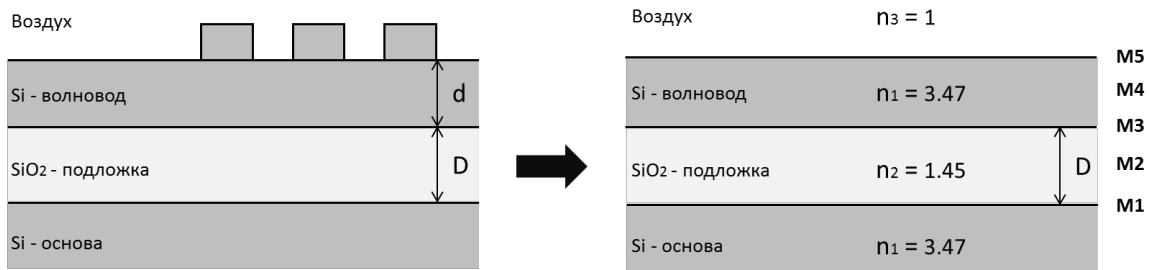 Воздух
Si - волновод
d
SiO₂ - подложка
D
Si - основа
Воздух
n₃ = 1
M5
Si - волновод
n₁ = 3.47
M4
M3
SiO₂ - подложка
n₂ = 1.45
D
M2
M1
Si - основа
n₁ = 3.47